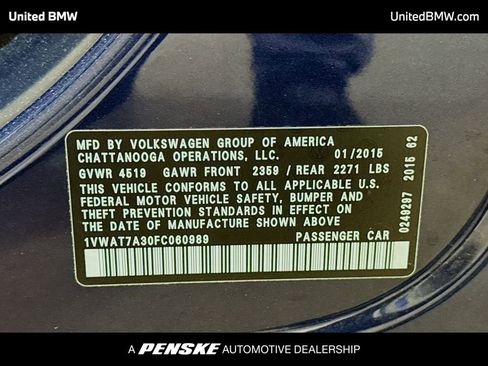 United BMW
UnitedBMW.com
MFD BY VOLKSWAGEN GROUP OF AMERICA
CHATTANOOGA OPERATIONS, LLC. 01/2015
GVWR 4519 GAWR FRONT 2359 / REAR 2271 LBS
THIS VEHICLE CONFORMS TO ALL APPLICABLE U.S.
FEDERAL MOTOR VEHICLE SAFETY, BUMPER AND
THEFT PREVENTION STANDARDS IN EFFECT ON
THE DATE OF MANUFACTURE SHOWN ABOVE
1VWAT7A30FC060989 PASSENGER CAR
0249297 2015 62
A PENSKE AUTOMOTIVE DEALERSHIP